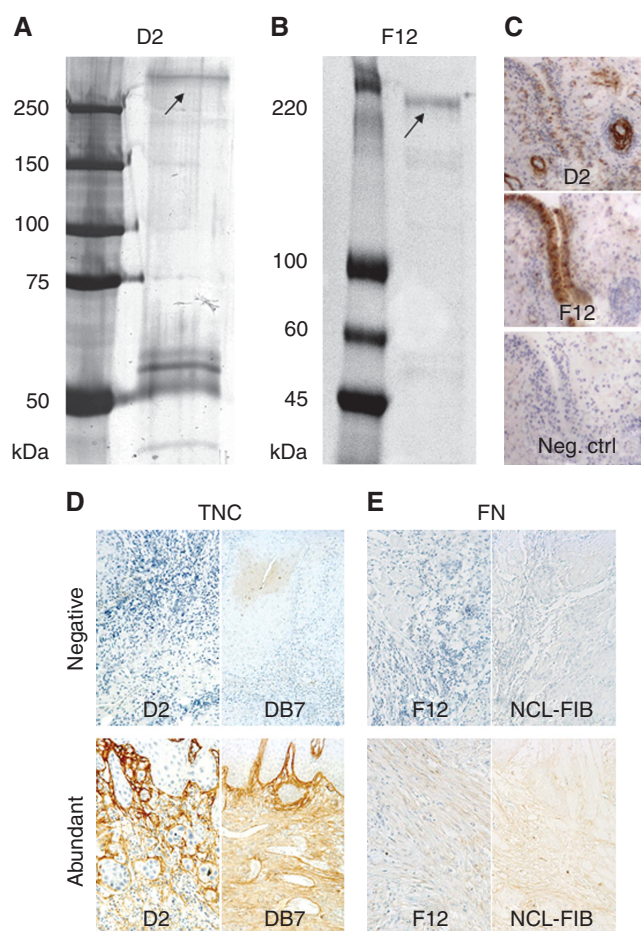 A
D2
250
150
100
75
50
kDa
B
F12
220
100
60
45
kDa
C
D2
F12
Neg. ctrl
D
TNC
Negative
D2
DB7
Abundant
D2
DB7
E
FN
F12
NCL-FIB
F12
NCL-FIB